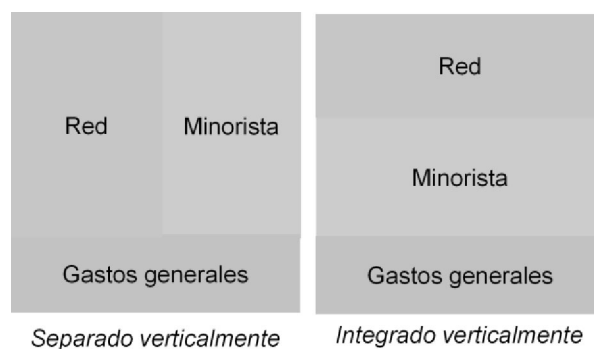 Red
Minorista
Gastos generales
Separado verticalmente
Red
Minorista
Gastos generales
Integrado verticalmente